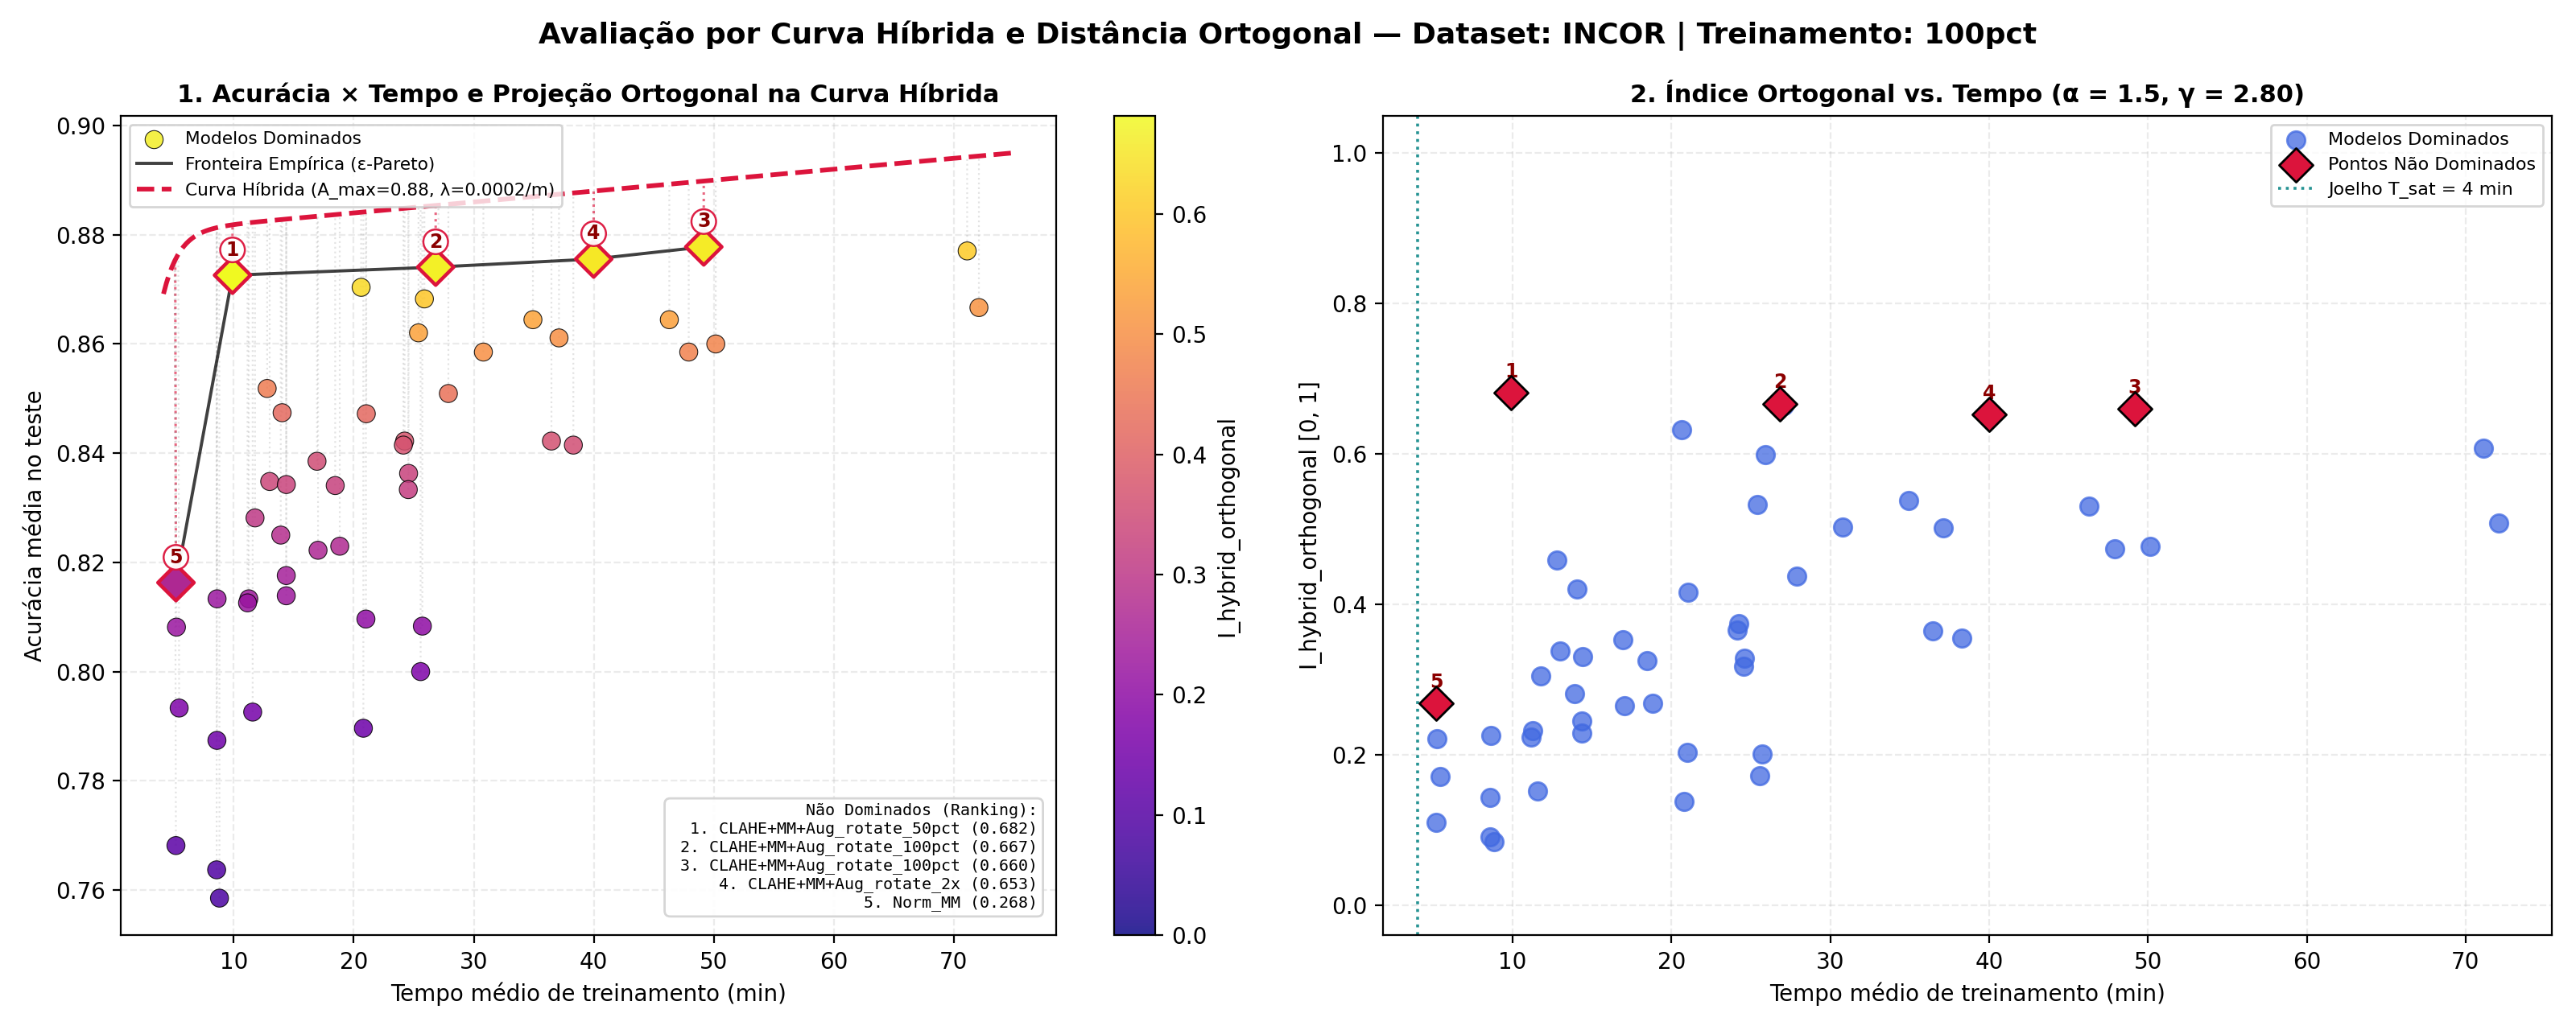 Avaliação por Curva Híbrida e Distância Ortogonal — Dataset: INCOR | Treinamento: 100pct
1. Acurácia × Tempo e Projeção Ortogonal na Curva Híbrida
Modelos Dominados
Fronteira Empírica (ε-Pareto)
Curva Híbrida (A_max=0.88, λ=0.0002/m)
0.90
0.88
0.86
0.84
0.82
0.80
0.78
0.76
Acurácia média no teste
1
2
4
3
5
Não Dominados (Ranking):
1. CLAHE+MM+Aug_rotate_50pct (0.682)
2. CLAHE+MM+Aug_rotate_100pct (0.667)
3. CLAHE+MM+Aug_rotate_100pct (0.660)
4. CLAHE+MM+Aug_rotate_2x (0.653)
5. Norm_MM (0.268)
10 20 30 40 50 60 70
Tempo médio de treinamento (min)
0.6
0.5
0.4
0.3
0.2
0.1
0.0
I_hybrid_orthogonal
2. Índice Ortogonal vs. Tempo (α = 1.5, γ = 2.80)
Modelos Dominados
Pontos Não Dominados
Joelho T_sat = 4 min
1.0
0.8
0.6
0.4
0.2
0.0
I_hybrid_orthogonal [0, 1]
1
2
4
3
5
10 20 30 40 50 60 70
Tempo médio de treinamento (min)